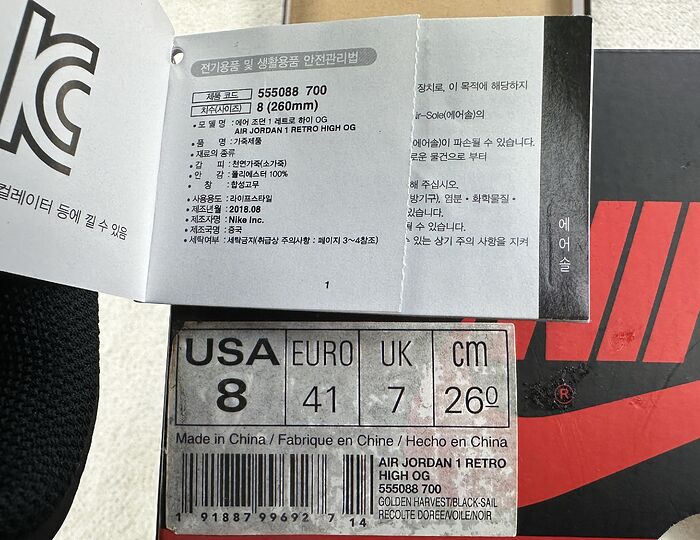 전기용품 및 생활용품 안전관리법
제품 코드 555088 700
치수(사이즈) 8 (260mm)
• 모 델 명 : 에어 조던 1 레트로 하이 OG
AIR JORDAN 1 RETRO HIGH OG
• 품 명 : 가죽제품
• 재료의 종류
• 갑 피 : 천연가죽(소가죽)
• 안 감 : 폴리에스터 100%
• 창 : 합성고무
• 사용용도 : 라이프스타일
• 제조년월 : 2018.08
• 제조자명 : Nike Inc.
• 제조국명 : 중국
• 세탁여부 : 세탁금지(취급상 주의사항 : 페이지 3~4참조)
1
컬레이터 등에 낄 수 있음
장치로, 이 목적에 해당하지
ir-Sole(에어솔)의
에어솔)이 파손될 수 있습니다.
로운 물건으로 부터
해 주십시오.
방기구), 염분・화학물질・
있습니다.
수 있는 상기 주의 사항을 지켜
에어솔
USA EURO UK cm
8 41 7 26⁰
Made in China / Fabrique en Chine / Hecho en China
AIR JORDAN 1 RETRO
HIGH OG
555088 700
GOLDEN HARVEST/BLACK-SAIL
RECOLTE DOREE/VOILE/NOIR
1 91887 99692 7 14
®